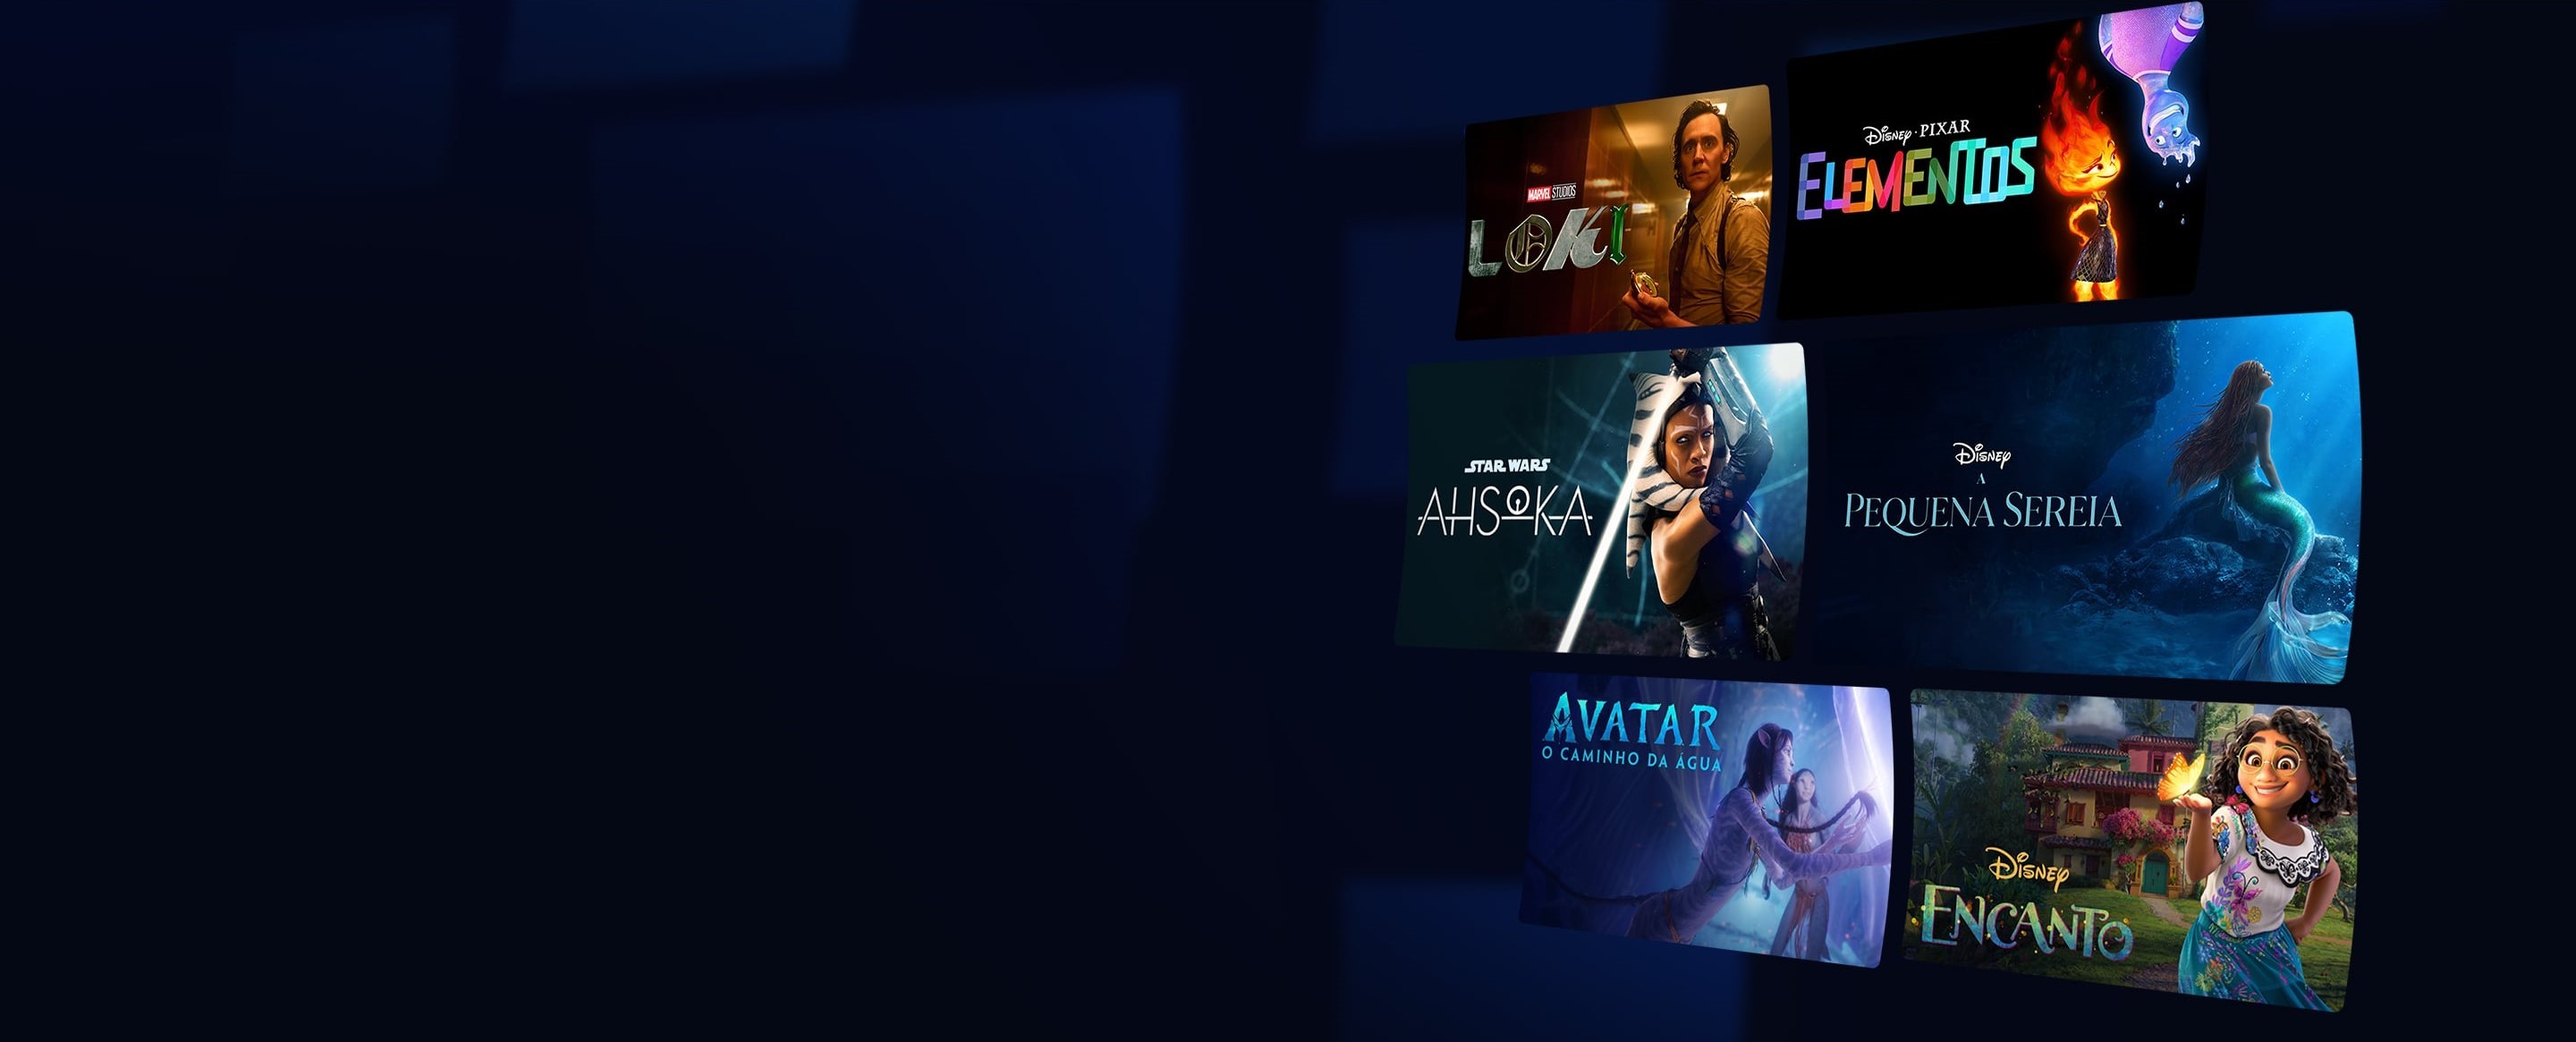 MARVEL STUDIOS
LOKI
Disney · PIXAR
ELEMENTOS
STAR WARS
AHSOKA
Disney
A
PEQUENA SEREIA
AVATAR
O CAMINHO DA ÁGUA
Disney
ENCANTO